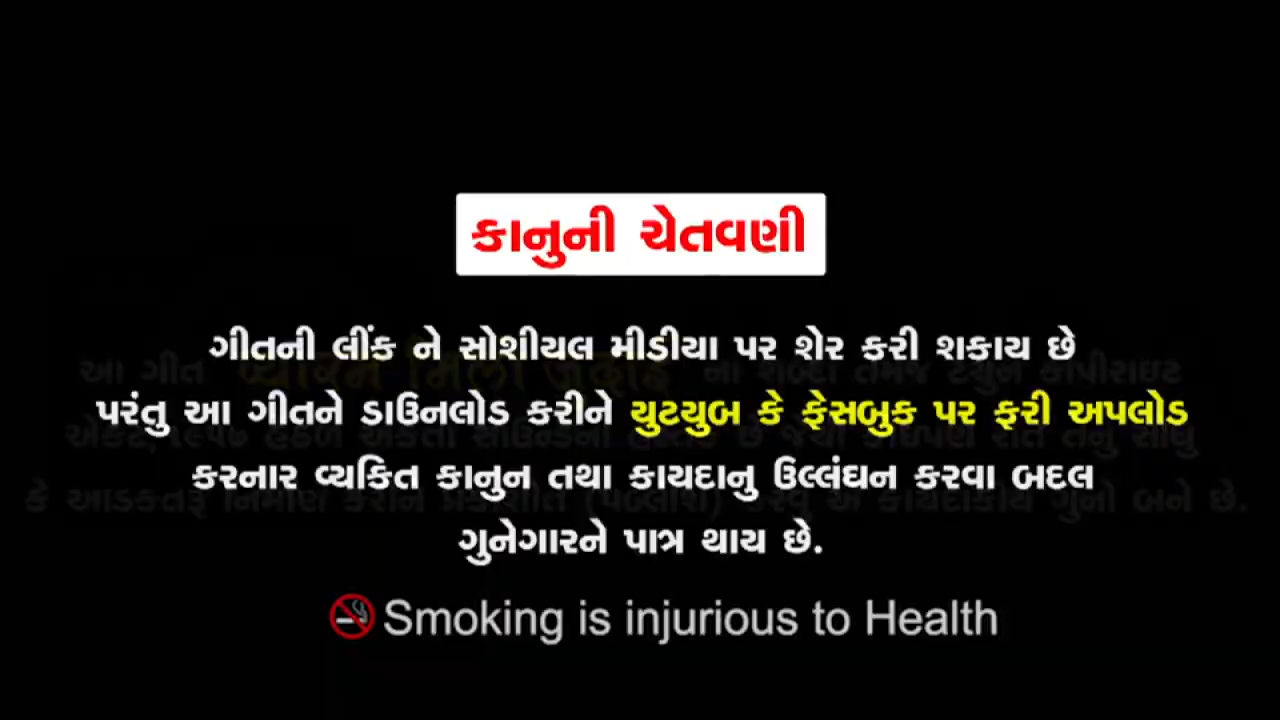 કાનુની ચેતવણી
ગીતની લીંક ને સોશીયલ મીડીયા પર શેર કરી શકાય છે
પરંતુ આ ગીતને ડાઉનલોડ કરીને યુટયુબ કે ફેસબુક પર ફરી અપલોડ
કરનાર વ્યકિત કાનુન તથા કાયદાનુ ઉલ્લંઘન કરવા બદલ
ગુનેગારને પાત્ર થાય છે.
Smoking is injurious to Health